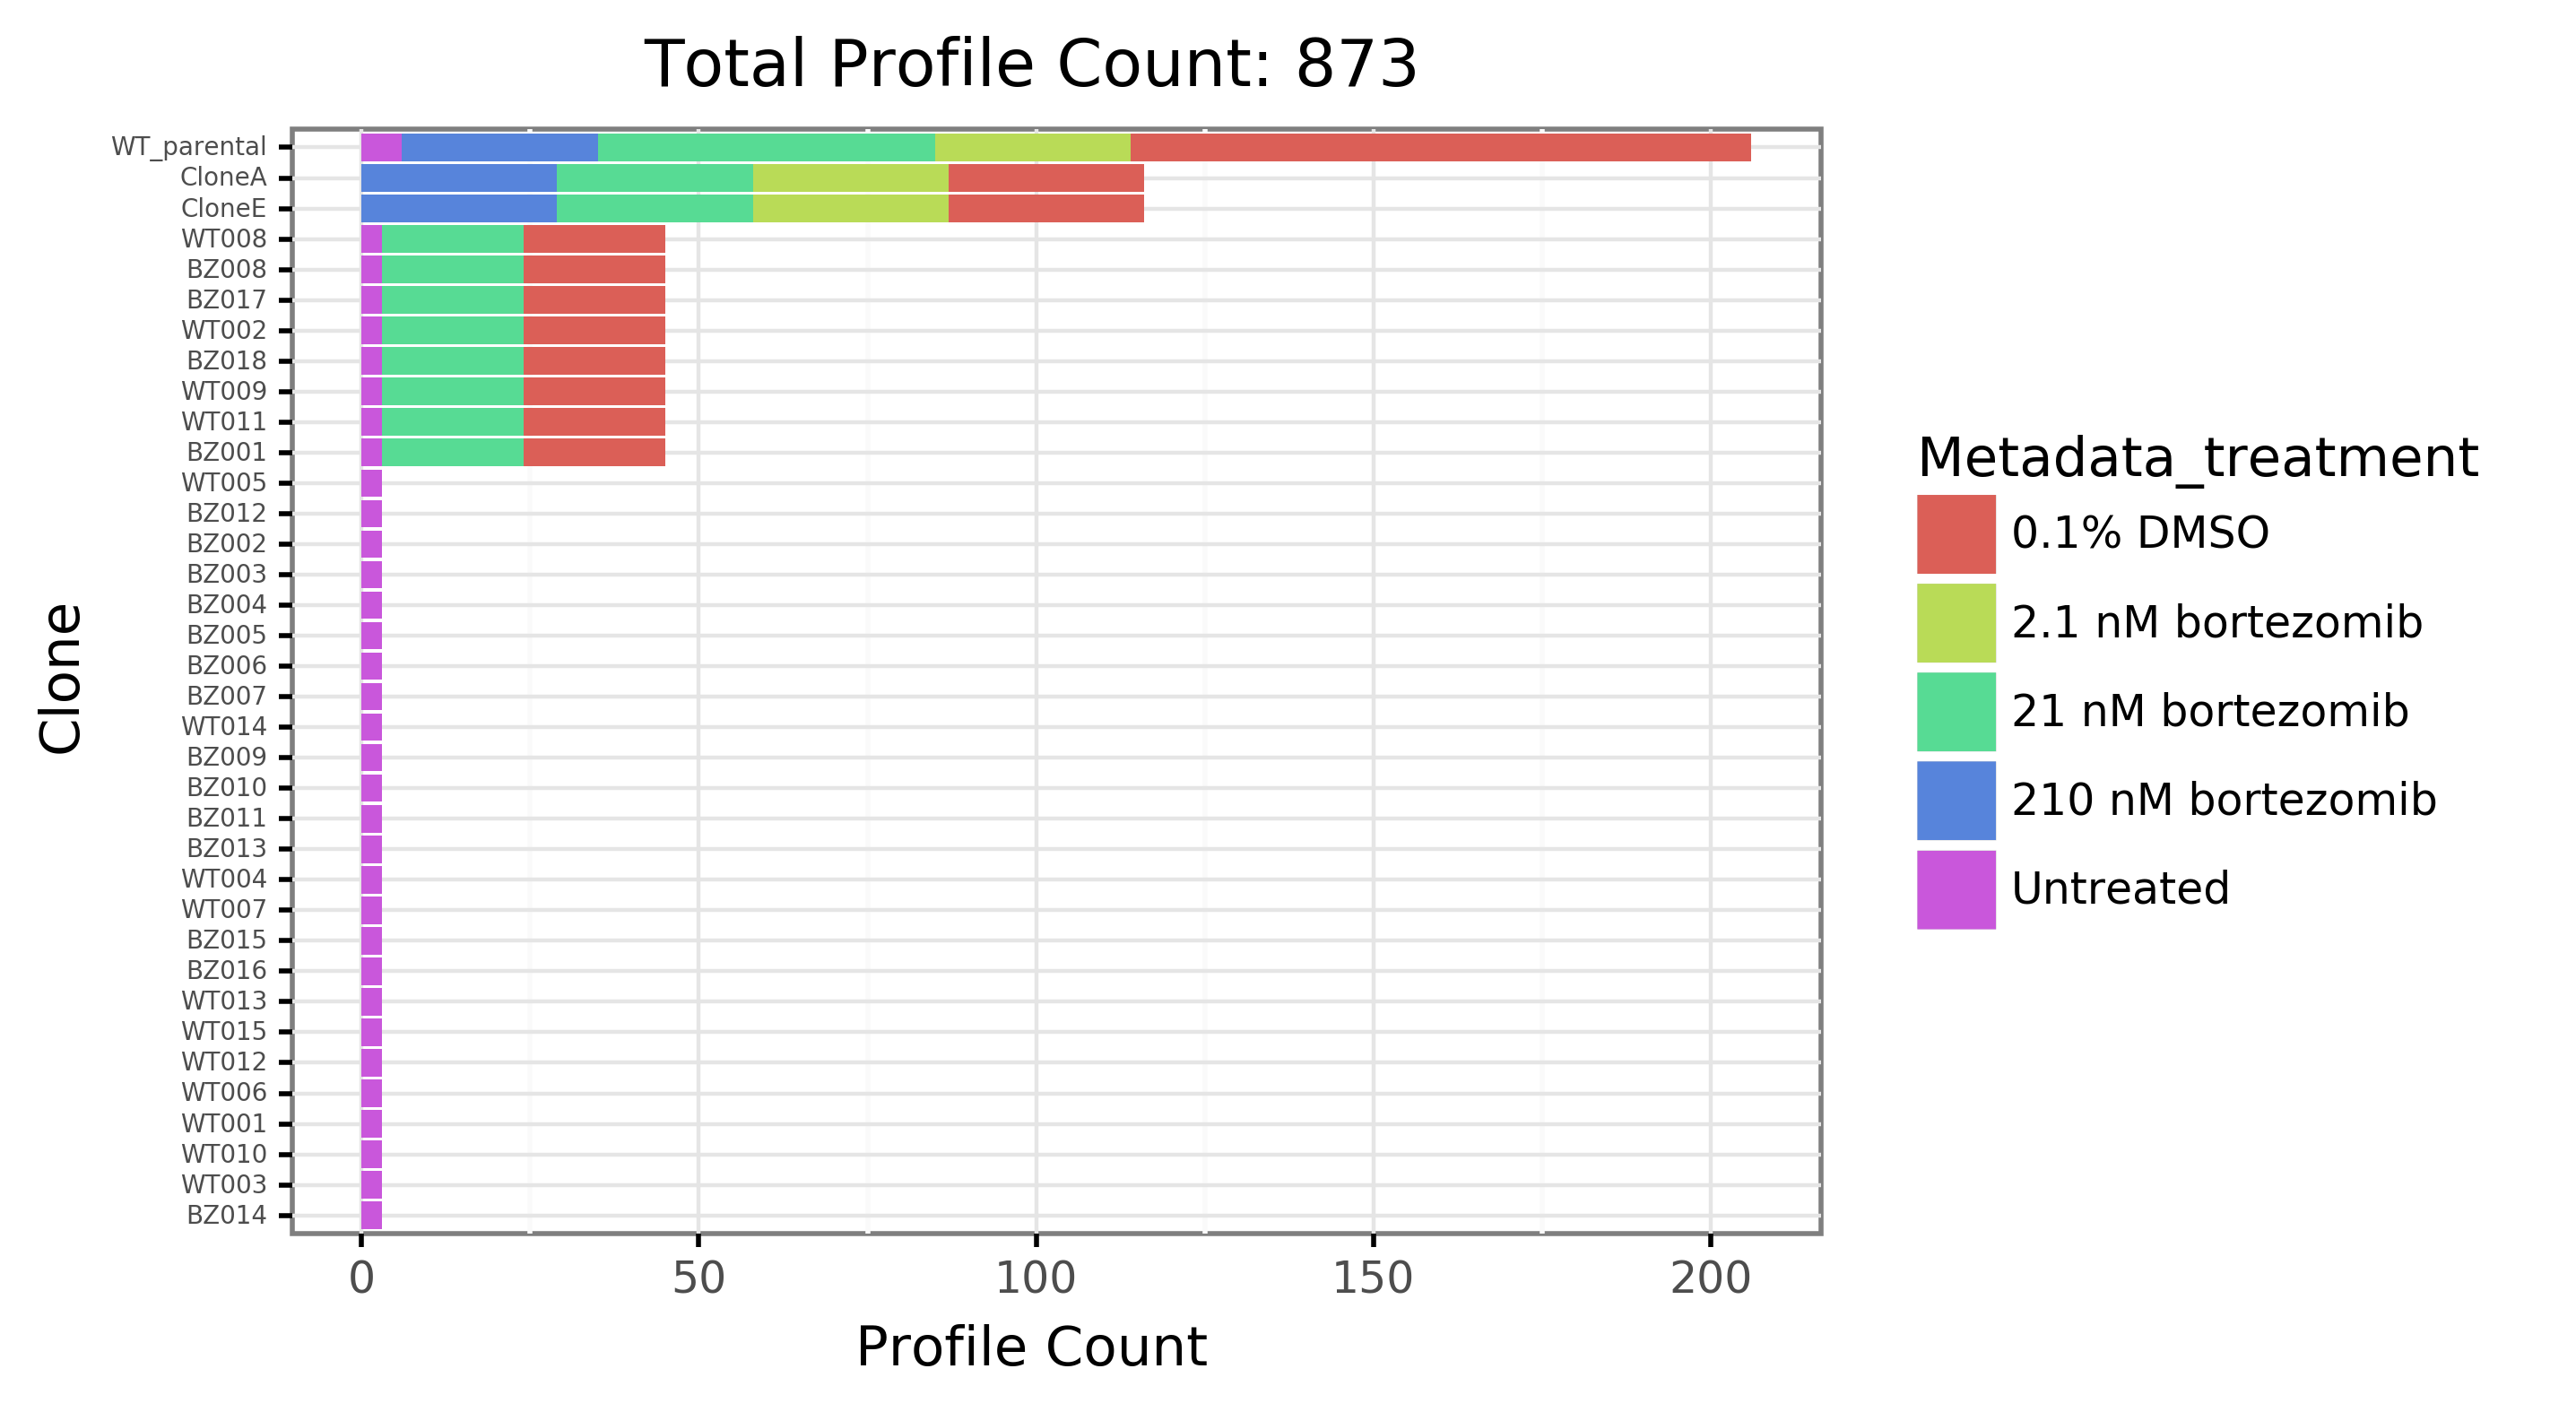 Total Profile Count: 873
WT_parental
CloneA
CloneE
WT008
BZ008
BZ017
WT002
BZ018
WT009
WT011
BZ001
WT005
BZ012
BZ002
BZ003
BZ004
BZ005
BZ006
BZ007
WT014
BZ009
BZ010
BZ011
BZ013
WT004
WT007
BZ015
BZ016
WT013
WT015
WT012
WT006
WT001
WT010
WT003
BZ014
Clone
0 50 100 150 200
Profile Count
Metadata_treatment
0.1% DMSO
2.1 nM bortezomib
21 nM bortezomib
210 nM bortezomib
Untreated